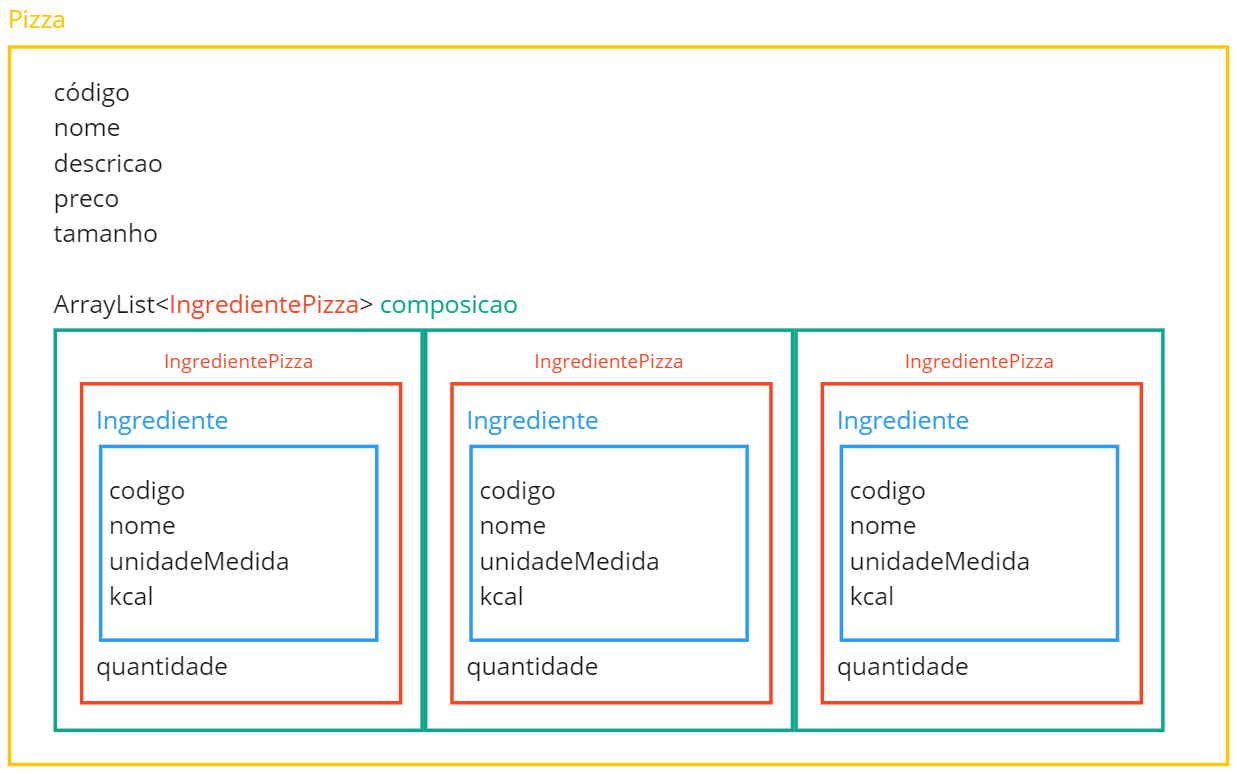 Pizza
código
nome
descricao
preco
tamanho
ArrayList<IngredientePizza> composicao
IngredientePizza IngredientePizza IngredientePizza
Ingrediente Ingrediente Ingrediente
codigo codigo codigo
nome nome nome
unidadeMedida unidadeMedida unidadeMedida
kcal kcal kcal
quantidade quantidade quantidade